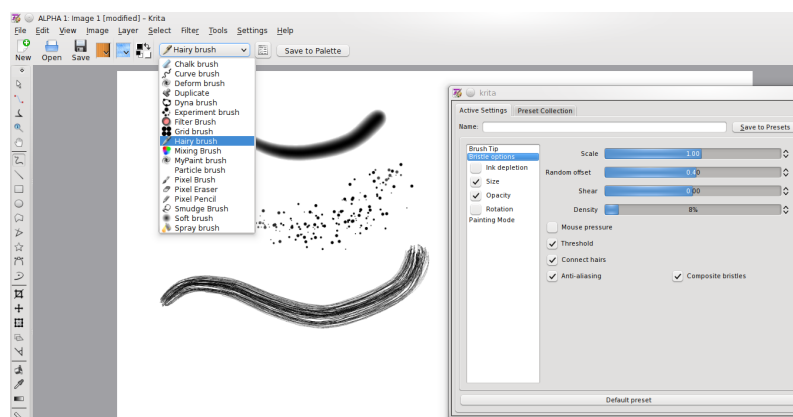 ALPHA 1: Image 1 [modified] – Krita
File Edit View Image Layer Select Filter Tools Settings Help
New Open Save Hairy brush Save to Palette
Chalk brush
Curve brush
Deform brush
Duplicate
Dyna brush
Experiment brush
Filter Brush
Grid brush
Hairy brush
Mixing Brush
MyPaint brush
Particle brush
Pixel Brush
Pixel Eraser
Pixel Pencil
Smudge Brush
Soft brush
Spray brush
krita
Active Settings Preset Collection
Name: Save to Presets
Brush Tip
Bristle options
Ink depletion
Size
Opacity
Rotation
Painting Mode
Scale 1.00
Random offset 0.40
Shear 0.00
Density 8%
Mouse pressure
Threshold
Connect hairs
Anti-aliasing Composite bristles
Default preset